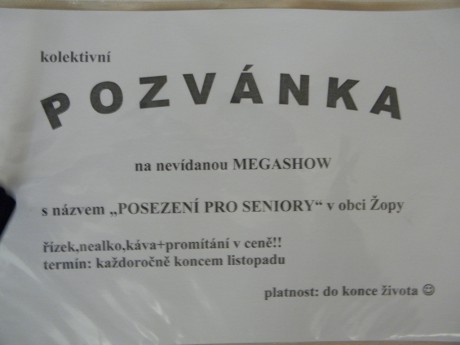 kolektivní
POZVÁNKA
na nevídanou MEGASHOW
s názvem „POSEZENÍ PRO SENIORY“ v obci Žopy
řízek,nealko,káva+promítání v ceně!!
termín: každoročně koncem listopadu
platnost: do konce života ☺